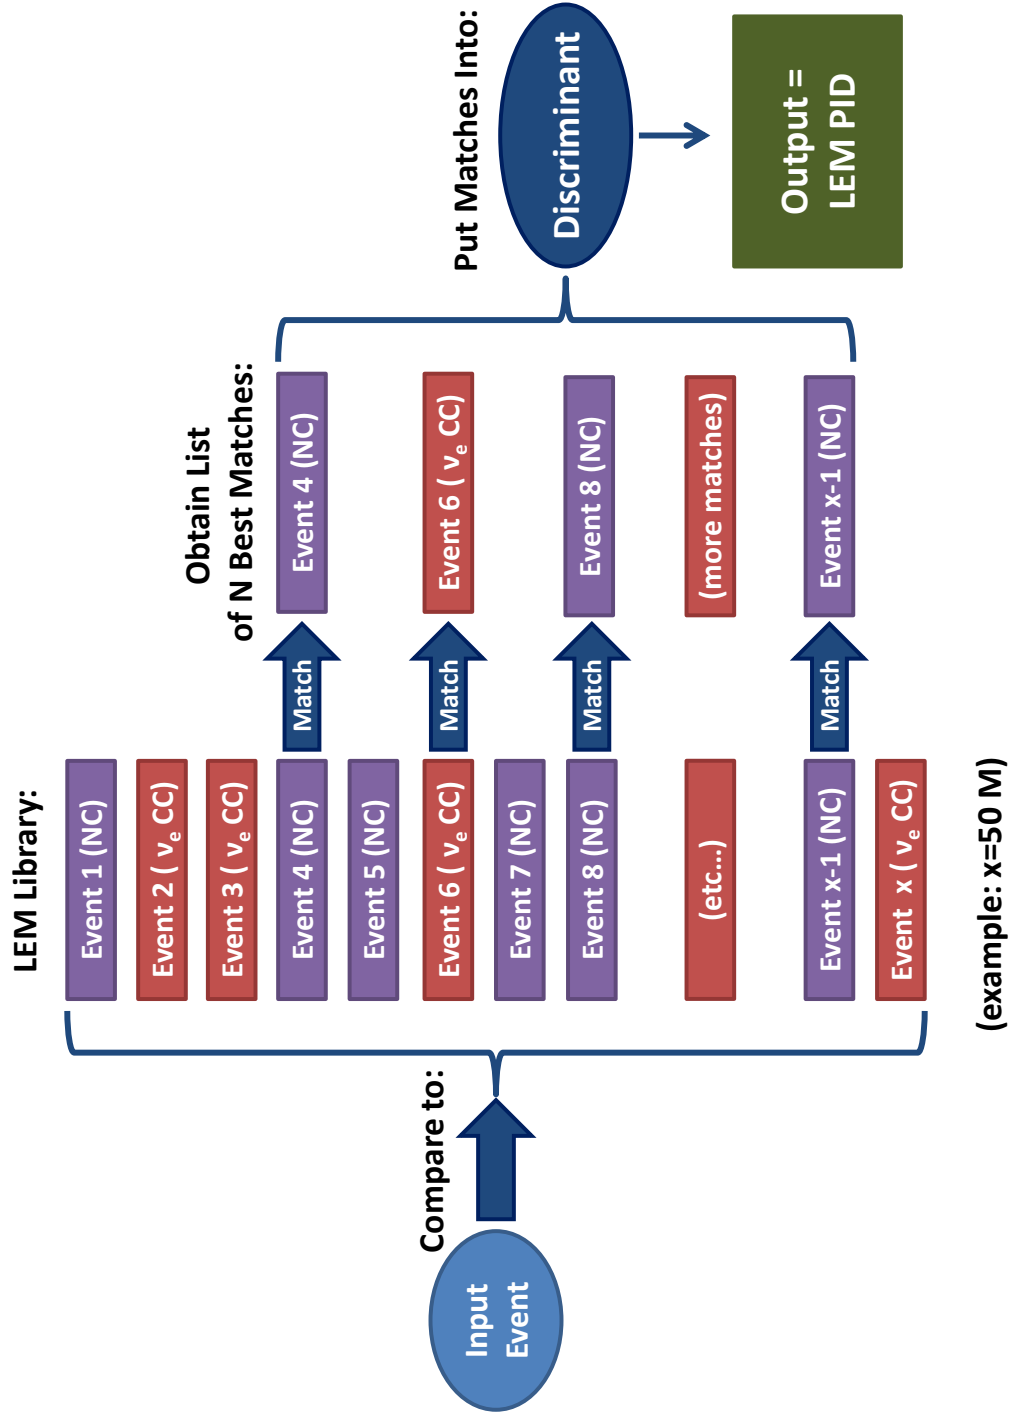 Input
Event
Compare to:
LEM Library:
Event 1 (NC)
Event 2 ( νe CC)
Event 3 ( νe CC)
Event 4 (NC)
Event 5 (NC)
Event 6 ( νe CC)
Event 7 (NC)
Event 8 (NC)
(etc...)
Event x-1 (NC)
Event x ( νe CC)
(example: x=50 M)
Match
Match
Match
Match
Obtain List
of N Best Matches:
Event 4 (NC)
Event 6 ( νe CC)
Event 8 (NC)
(more matches)
Event x-1 (NC)
Put Matches Into:
Discriminant
Output =
LEM PID